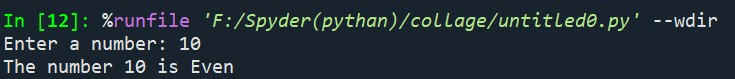 In [12]: %runfile 'F:/Spyder(pythan)/collage/untitled0.py' --wdir
Enter a number: 10
The number 10 is Even